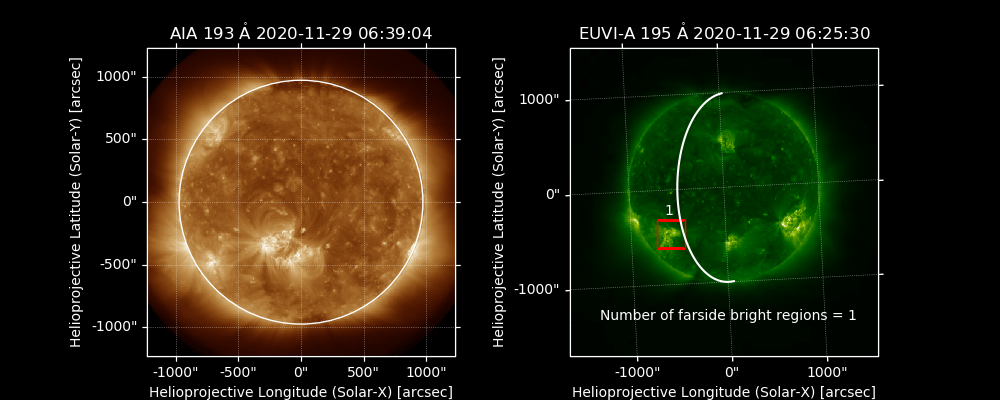 AIA 193 Å 2020-11-29 06:39:04
Helioprojective Latitude (Solar-Y) [arcsec]
1000"
500"
0"
-500"
-1000"
-1000" -500" 0" 500" 1000"
Helioprojective Longitude (Solar-X) [arcsec]
EUVI-A 195 Å 2020-11-29 06:25:30
Helioprojective Latitude (Solar-Y) [arcsec]
1000"
0"
-1000"
1
Number of farside bright regions = 1
-1000" 0" 1000"
Helioprojective Longitude (Solar-X) [arcsec]